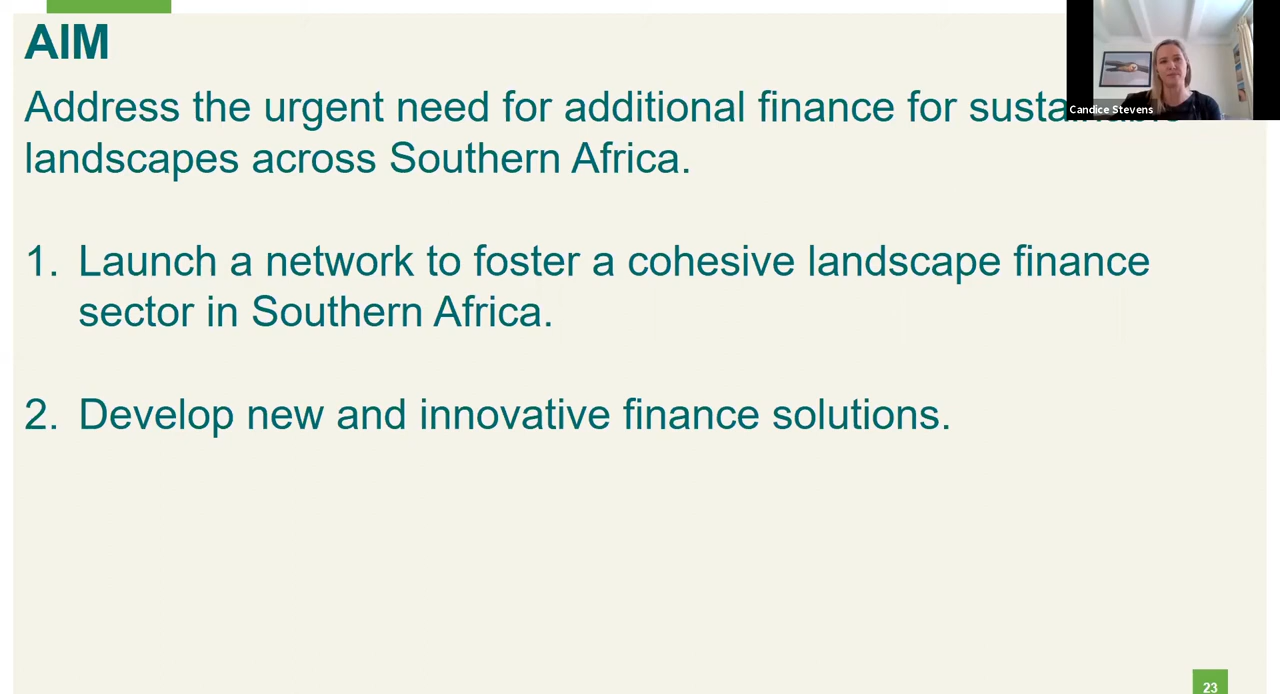 AIM
Address the urgent need for additional finance for
landscapes across Southern Africa.
1. Launch a network to foster a cohesive landscape finance
sector in Southern Africa.
2. Develop new and innovative finance solutions.
Candice Stevens
23